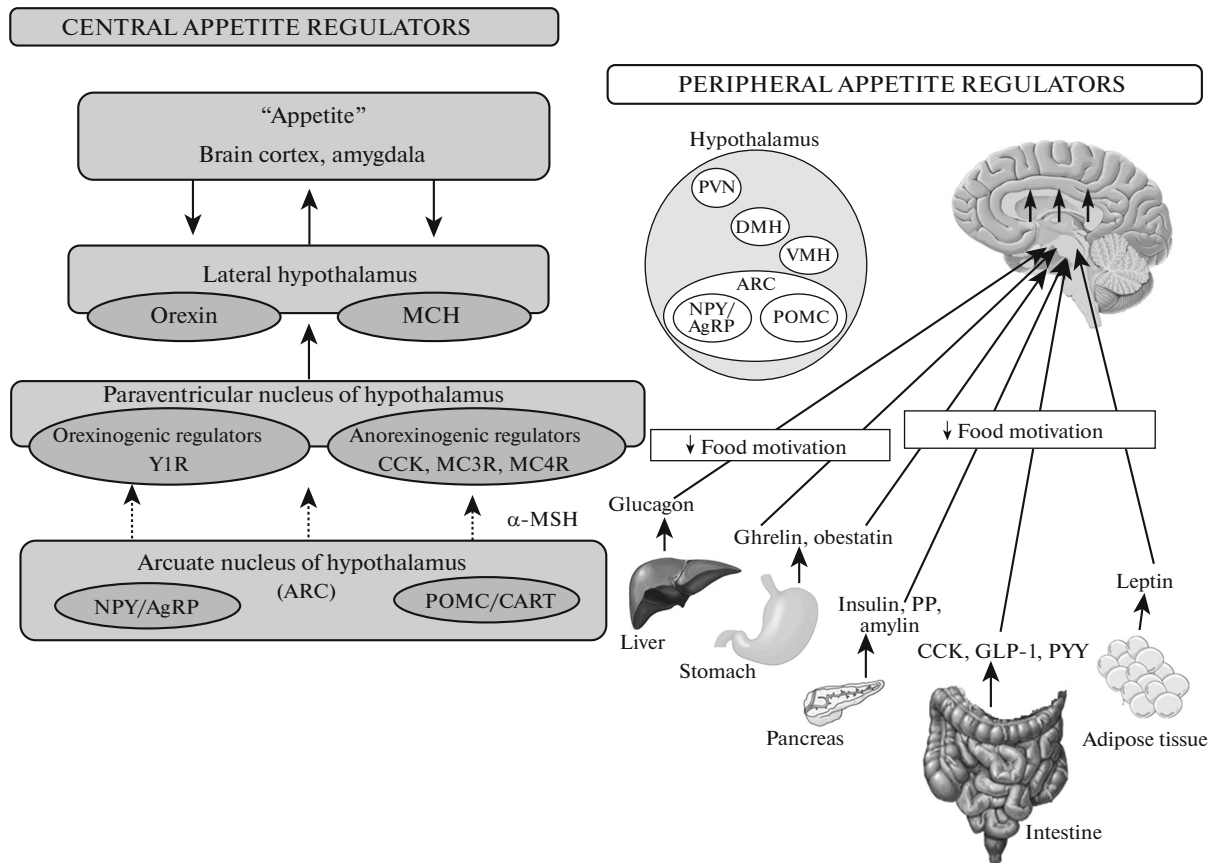 CENTRAL APPETITE REGULATORS
“Appetite”
Brain cortex, amygdala
Lateral hypothalamus
Orexin
MCH
Paraventricular nucleus of hypothalamus
Orexinogenic regulators
Y1R
Anorexinogenic regulators
CCK, MC3R, MC4R
α-MSH
Arcuate nucleus of hypothalamus
(ARC)
NPY/AgRP
POMC/CART
PERIPHERAL APPETITE REGULATORS
Hypothalamus
PVN
DMH
VMH
ARC
NPY/
AgRP
POMC
↓ Food motivation
↓ Food motivation
Glucagon
Liver
Ghrelin, obestatin
Stomach
Insulin, PP,
amylin
Pancreas
CCK, GLP-1, PYY
Intestine
Leptin
Adipose tissue